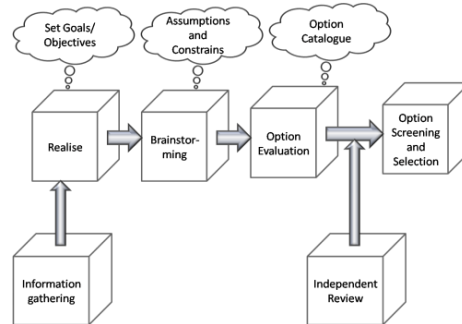 Set Goals/
Objectives
Assumptions
and
Constrains
Option
Catalogue
Realise
Brainstor-
ming
Option
Evaluation
Option
Screening
and
Selection
Information
gathering
Independent
Review